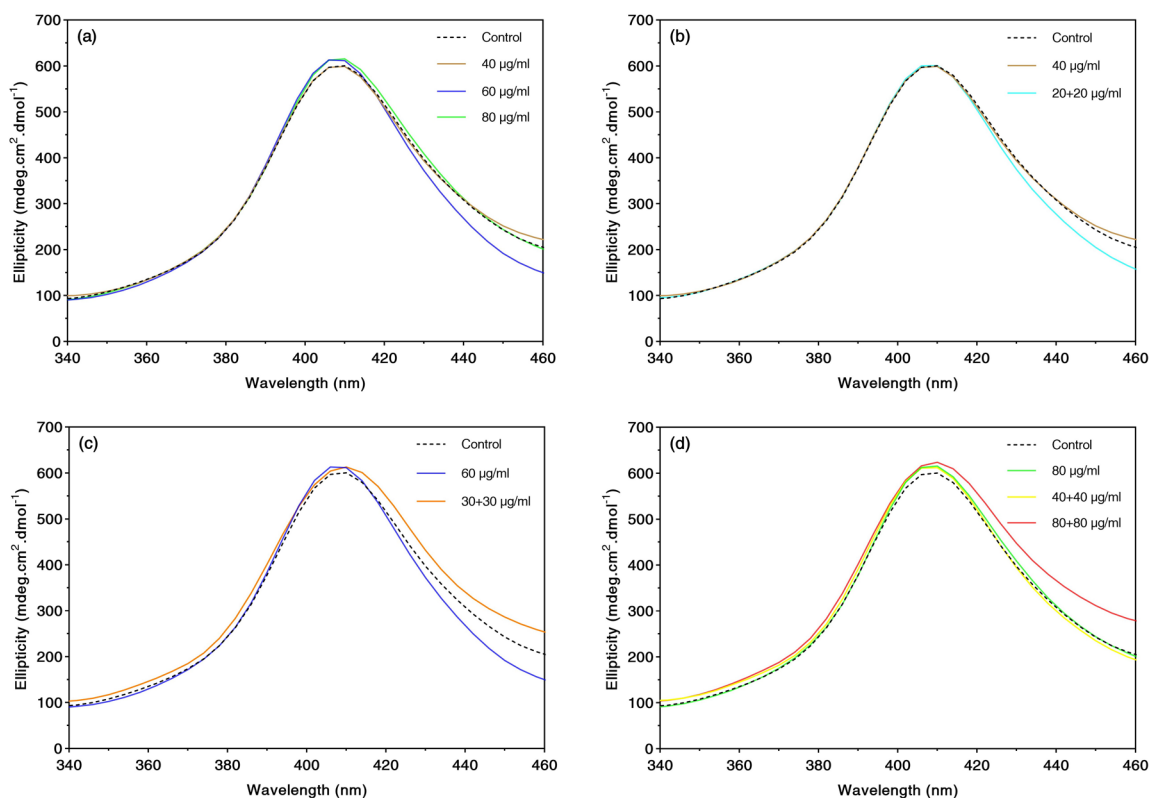 (a)
Control
40 µg/ml
60 µg/ml
80 µg/ml
Ellipticity (mdeg.cm².dmol⁻¹)
700
600
500
400
300
200
100
0
340 360 380 400 420 440 460
Wavelength (nm)
(b)
Control
40 µg/ml
20+20 µg/ml
Ellipticity (mdeg.cm².dmol⁻¹)
700
600
500
400
300
200
100
0
340 360 380 400 420 440 460
Wavelength (nm)
(c)
Control
60 µg/ml
30+30 µg/ml
Ellipticity (mdeg.cm².dmol⁻¹)
700
600
500
400
300
200
100
0
340 360 380 400 420 440 460
Wavelength (nm)
(d)
Control
80 µg/ml
40+40 µg/ml
80+80 µg/ml
Ellipticity (mdeg.cm².dmol⁻¹)
700
600
500
400
300
200
100
0
340 360 380 400 420 440 460
Wavelength (nm)